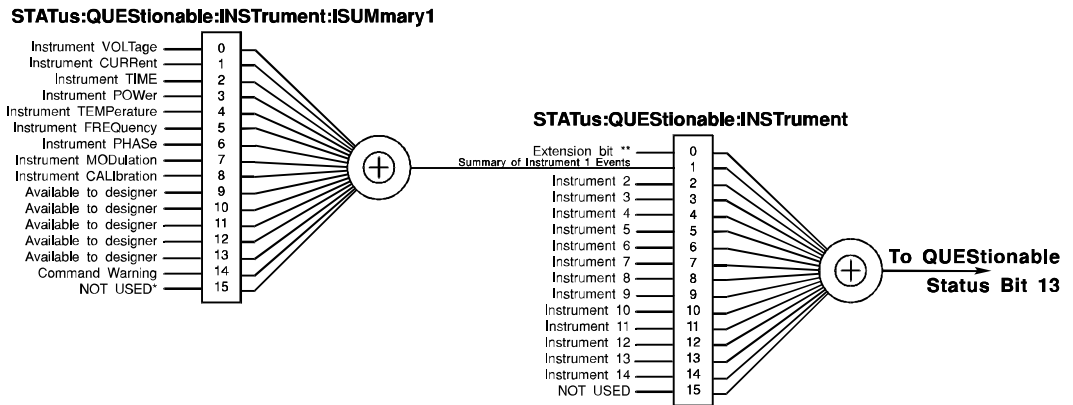 STATus:QUEStionable:INSTrument:ISUMmary1
Instrument VOLTage 0
Instrument CURRent 1
Instrument TIME 2
Instrument POWer 3
Instrument TEMPerature 4
Instrument FREQuency 5
Instrument PHASe 6
Instrument MODulation 7
Instrument CALIbration 8
Available to designer 9
Available to designer 10
Available to designer 11
Available to designer 12
Available to designer 13
Command Warning 14
NOT USED* 15
STATus:QUEStionable:INSTrument
Extension bit ** 0
Summary of Instrument 1 Events 1
Instrument 2 2
Instrument 3 3
Instrument 4 4
Instrument 5 5
Instrument 6 6
Instrument 7 7
Instrument 8 8
Instrument 9 9
Instrument 10 10
Instrument 11 11
Instrument 12 12
Instrument 13 13
Instrument 14 14
NOT USED 15
To QUEStionable
Status Bit 13